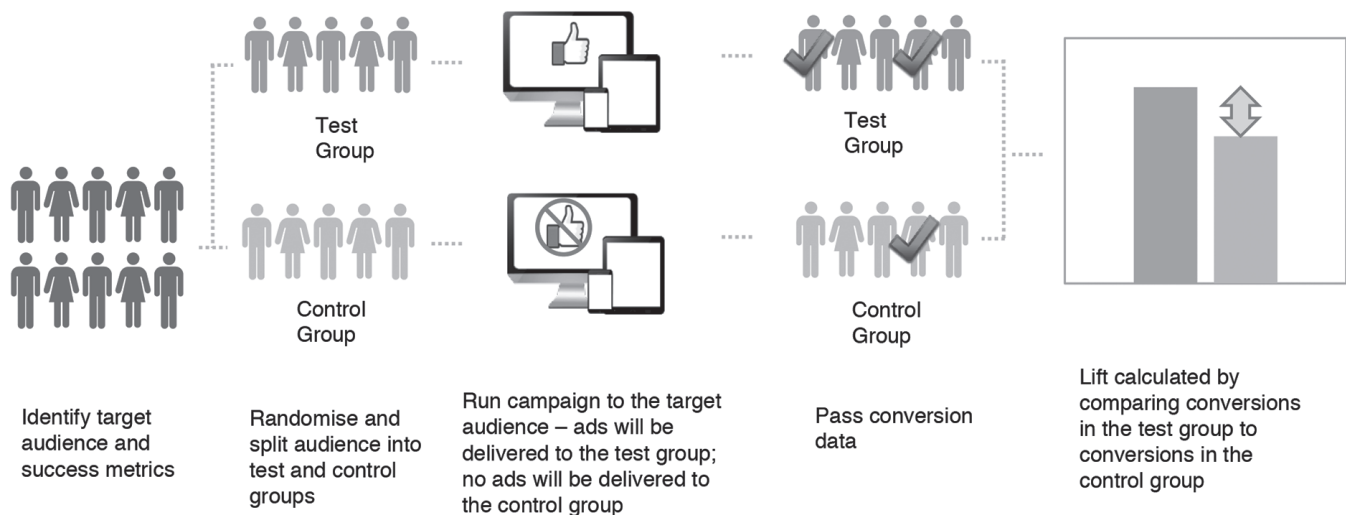 Test
Group
Control
Group
Test
Group
Control
Group
Identify target
audience and
success metrics
Randomise and
split audience into
test and control
groups
Run campaign to the target
audience – ads will be
delivered to the test group;
no ads will be delivered to
the control group
Pass conversion
data
Lift calculated by
comparing conversions
in the test group to
conversions in the
control group